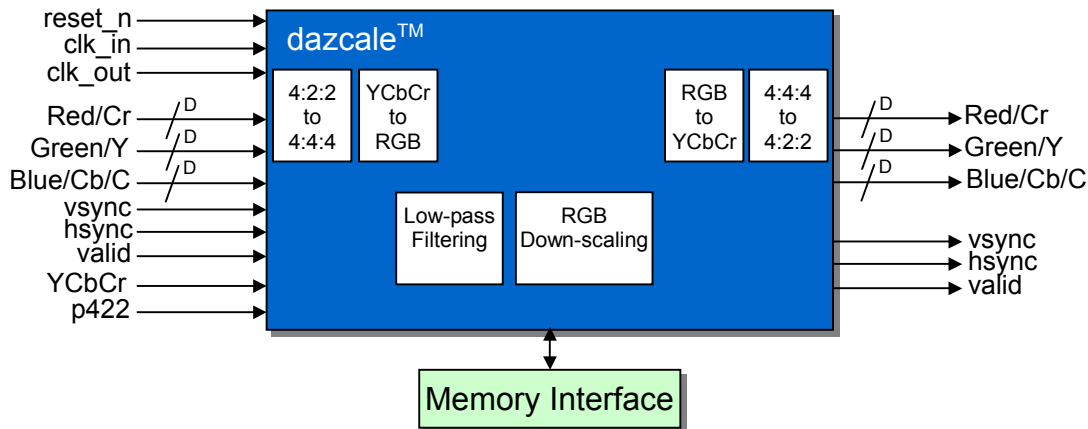 reset_n
clk_in
clk_out
Red/Cr
D
Green/Y
D
Blue/Cb/C
D
vsync
hsync
valid
YCbCr
p422
dazcale™
4:2:2
to
4:4:4
YCbCr
to
RGB
RGB
to
YCbCr
4:4:4
to
4:2:2
Low-pass
Filtering
RGB
Down-scaling
D
Red/Cr
D
Green/Y
D
Blue/Cb/C
vsync
hsync
valid
Memory Interface